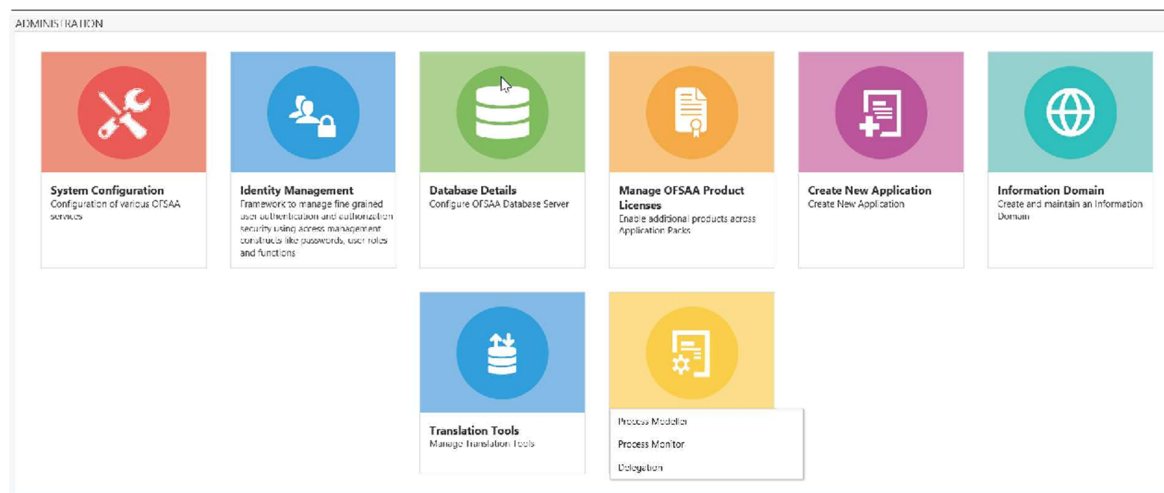 ADMINISTRATION
System Configuration
Configuration of various OFSAA
services
Identity Management
Framework to manage fine grained
user authentication and authorization
security using access management
constructs like passwords, user roles
and functions
Database Details
Configure OFSAA Database Server
Manage OFSAA Product
Licenses
Enable additional products across
Application Packs
Create New Application
Create New Application
Information Domain
Create and maintain an Information
Domain
Translation Tools
Manage Translation Tools
Process Modeller
Process Monitor
Delegation